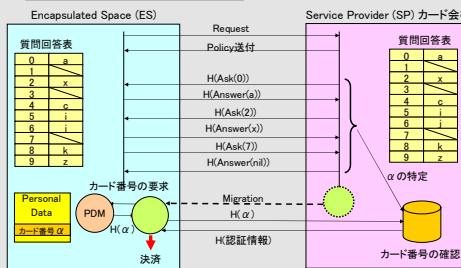 Encapsulated Space (ES)
Service Provider (SP) カード会
質問回答表
0 a
1
2 x
3
4 c
5 i
6 j
7
8 k
9 z
Request
Policy送付
H(Ask(0))
H(Answer(a))
H(Ask(2))
H(Answer(x))
H(Ask(7))
H(Answer(nil))
質問回答表
0 a
1
2 x
3
4 c
5 i
6 j
7
8 k
9 z
αの特定
カード番号の要求
Personal
Data
カード番号α
PDM
H(α)
決済
Migration
H(α)
H(認証情報)
カード番号の確認